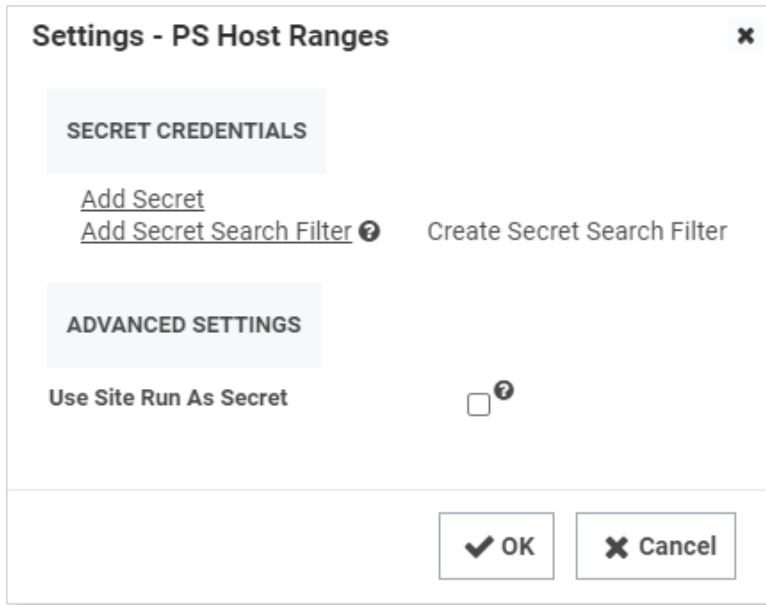 Settings - PS Host Ranges
SECRET CREDENTIALS
Add Secret
Add Secret Search Filter ? Create Secret Search Filter
ADVANCED SETTINGS
Use Site Run As Secret ?
OK Cancel